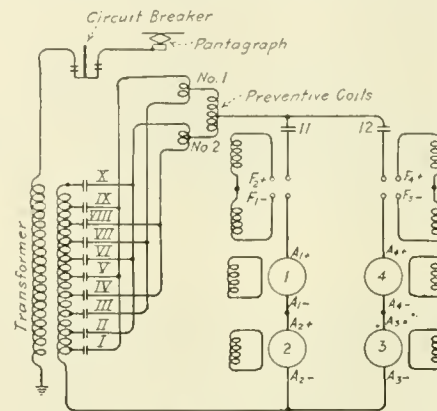 Circuit Breaker
Pantagraph
No. 1
Preventive Coils
No 2
11
12
X
IX
VIII
VII
VI
V
IV
III
II
I
Transformer
F2+
F1-
F4+
F3-
A1+
1
A1-
A2+
2
A2-
A4+
4
A4-
A3+
3
A3-